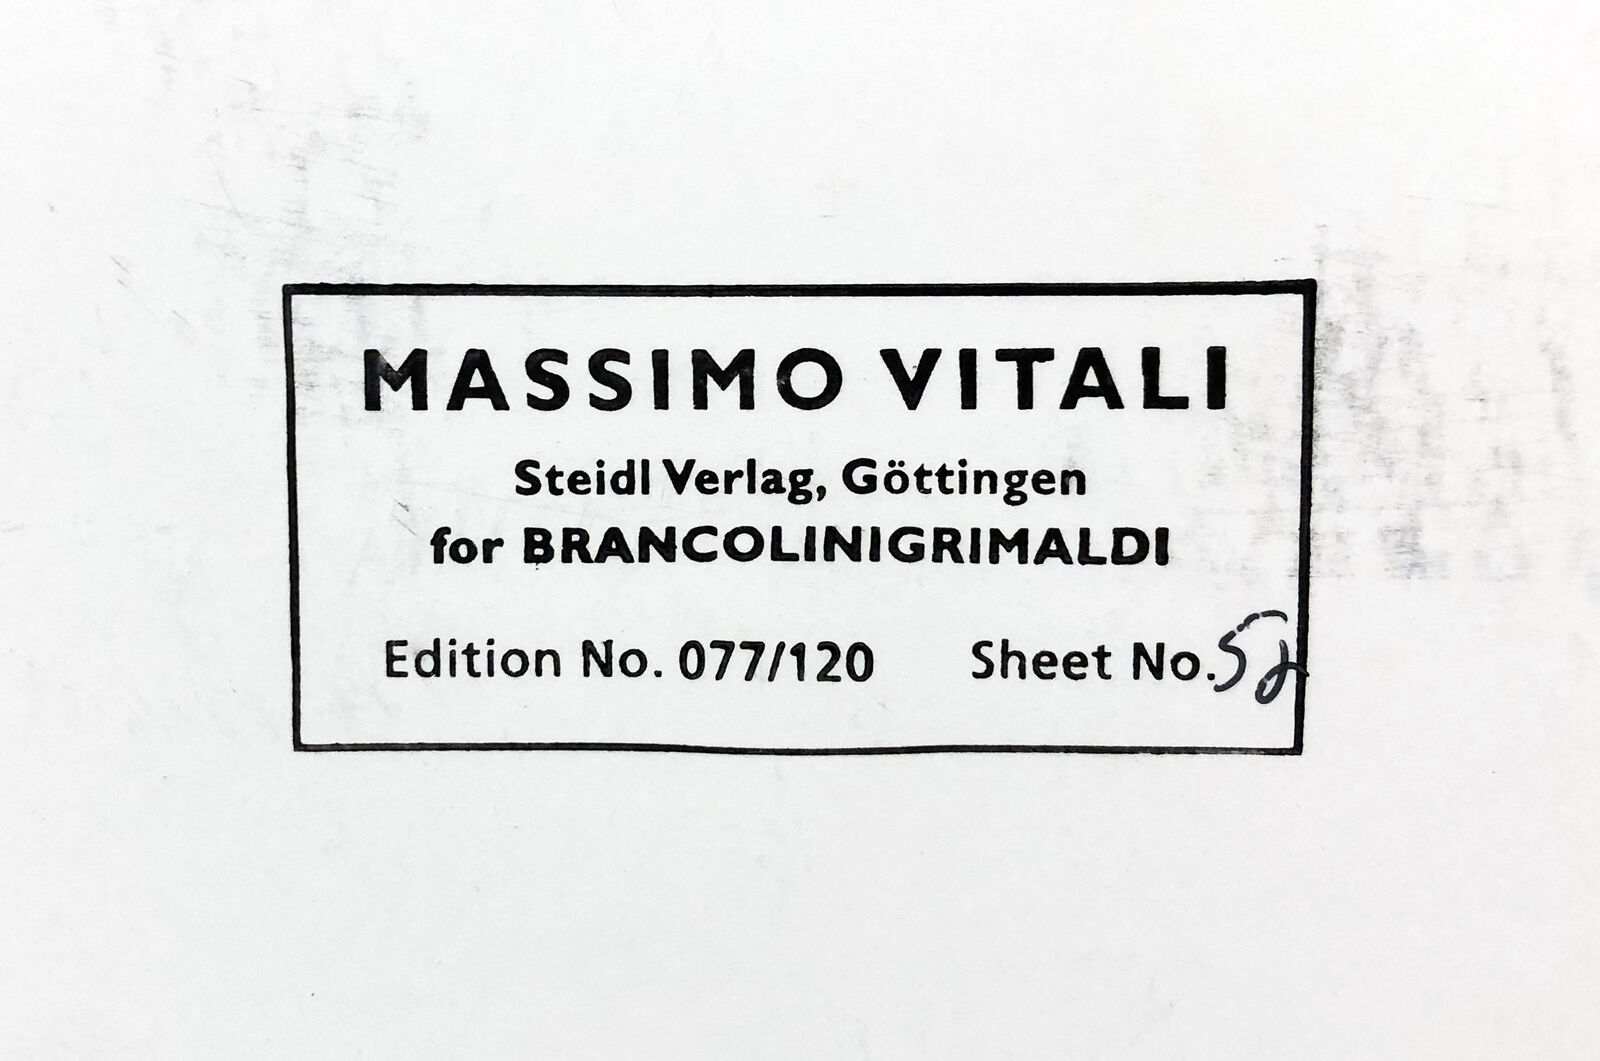 MASSIMO VITALI
Steidl Verlag, Göttingen
for BRANCOLINIGRIMALDI
Edition No. 077/120 Sheet No.